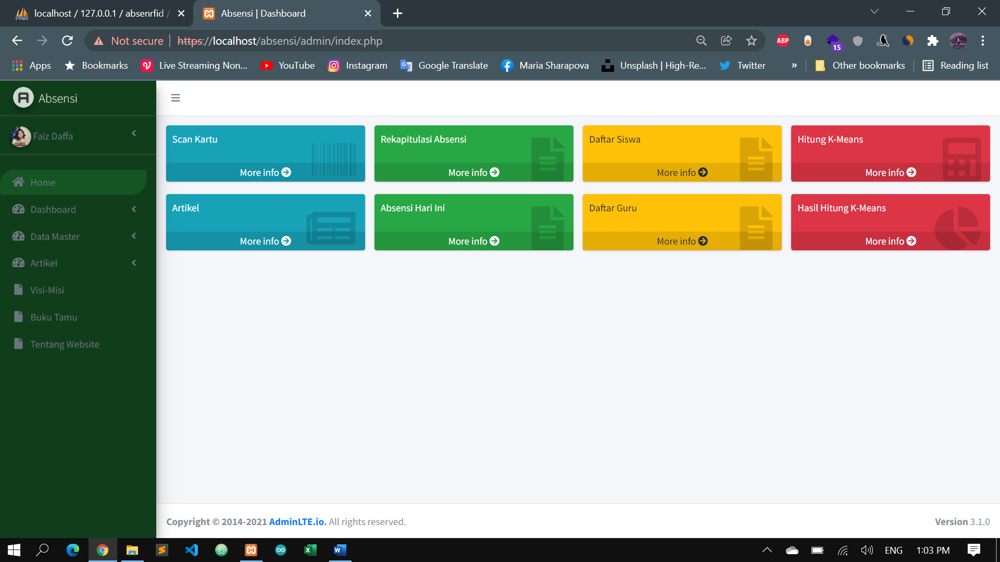 localhost / 127.0.0.1 / absenrfid /
Absensi | Dashboard
Not secure
https://localhost/absensi/admin/index.php
ABP
15
Apps
Bookmarks
Live Streaming Non...
YouTube
Instagram
Google Translate
Maria Sharapova
Unsplash | High-Re...
Twitter
»
Other bookmarks
Reading list
Absensi
Faiz Daffa
Home
Dashboard
Data Master
Artikel
Visi-Misi
Buku Tamu
Tentang Website
Scan Kartu
More info
Rekapitulasi Absensi
More info
Daftar Siswa
More info
Hitung K-Means
More info
Artikel
More info
Absensi Hari Ini
More info
Daftar Guru
More info
Hasil Hitung K-Means
More info
Copyright © 2014-2021 AdminLTE.io. All rights reserved.
Version 3.1.0
ENG
1:03 PM